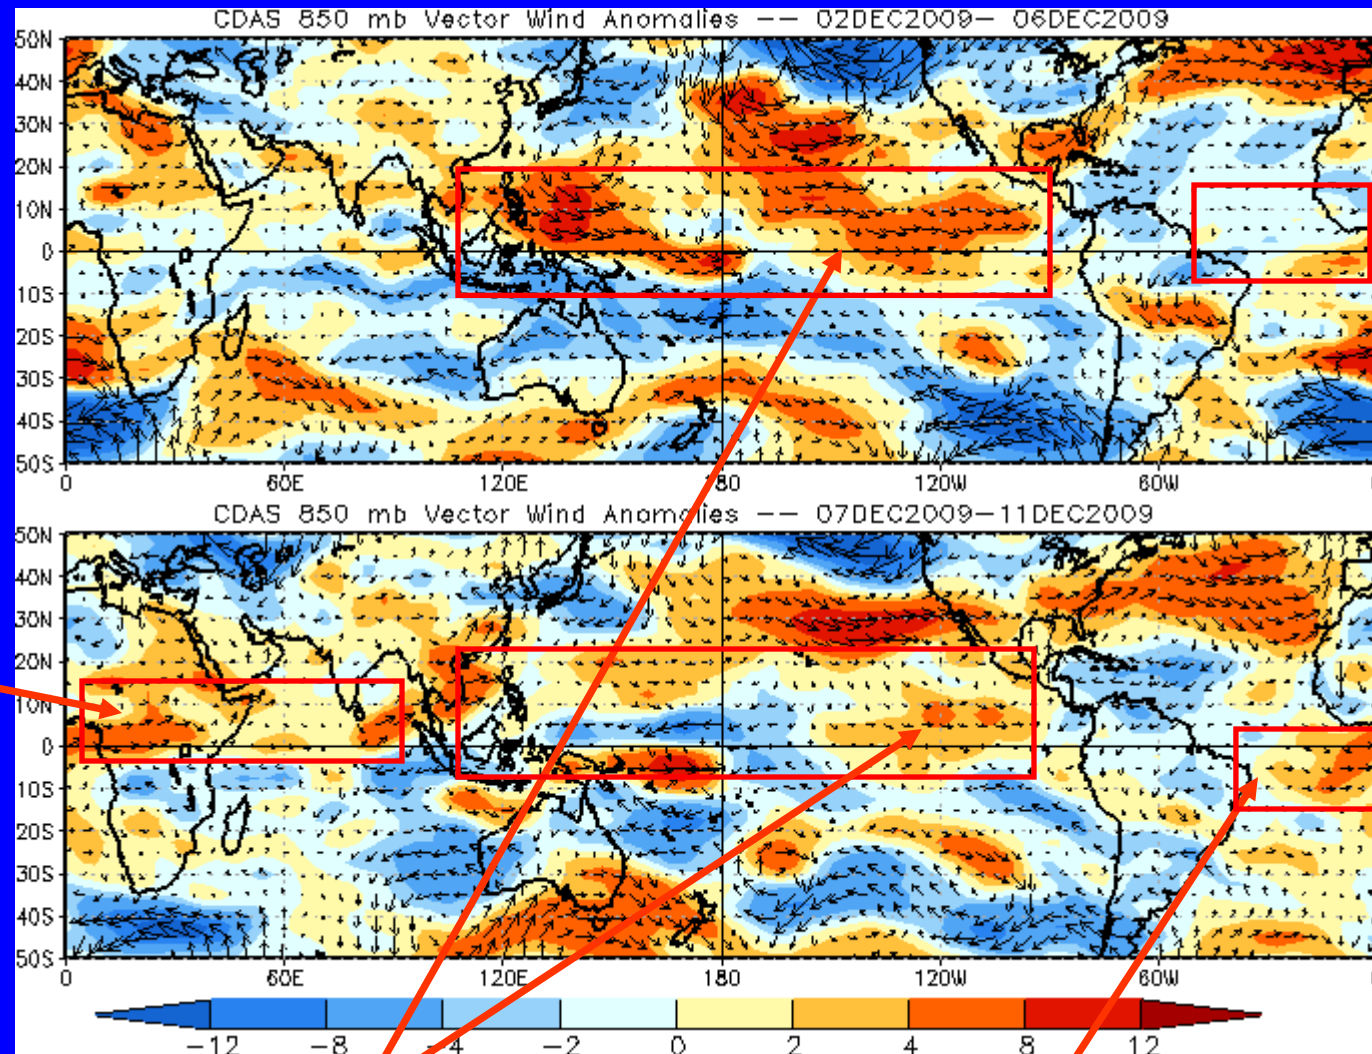 CDAS 850 mb Vector Wind Anomalies -- 02DEC2009- 06DEC2009
50N
40N
30N
20N
10N
0
10S
20S
30S
40S
50S
0 60E 120E 180 120W 60W
CDAS 850 mb Vector Wind Anomalies -- 07DEC2009-11DEC2009
50N
40N
30N
20N
10N
0
10S
20S
30S
40S
50S
0 60E 120E 180 120W 60W
-12 -8 -4 -2 0 2 4 8 12